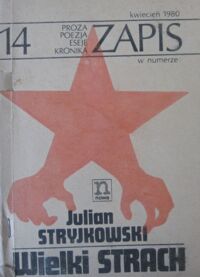 kwiecień 1980
14
PROZA
POEZJA
ESEJE
KRONIKA
ZAPIS
w numerze
n
nowa
Julian
STRYJKOWSKI
Wielki STRACH